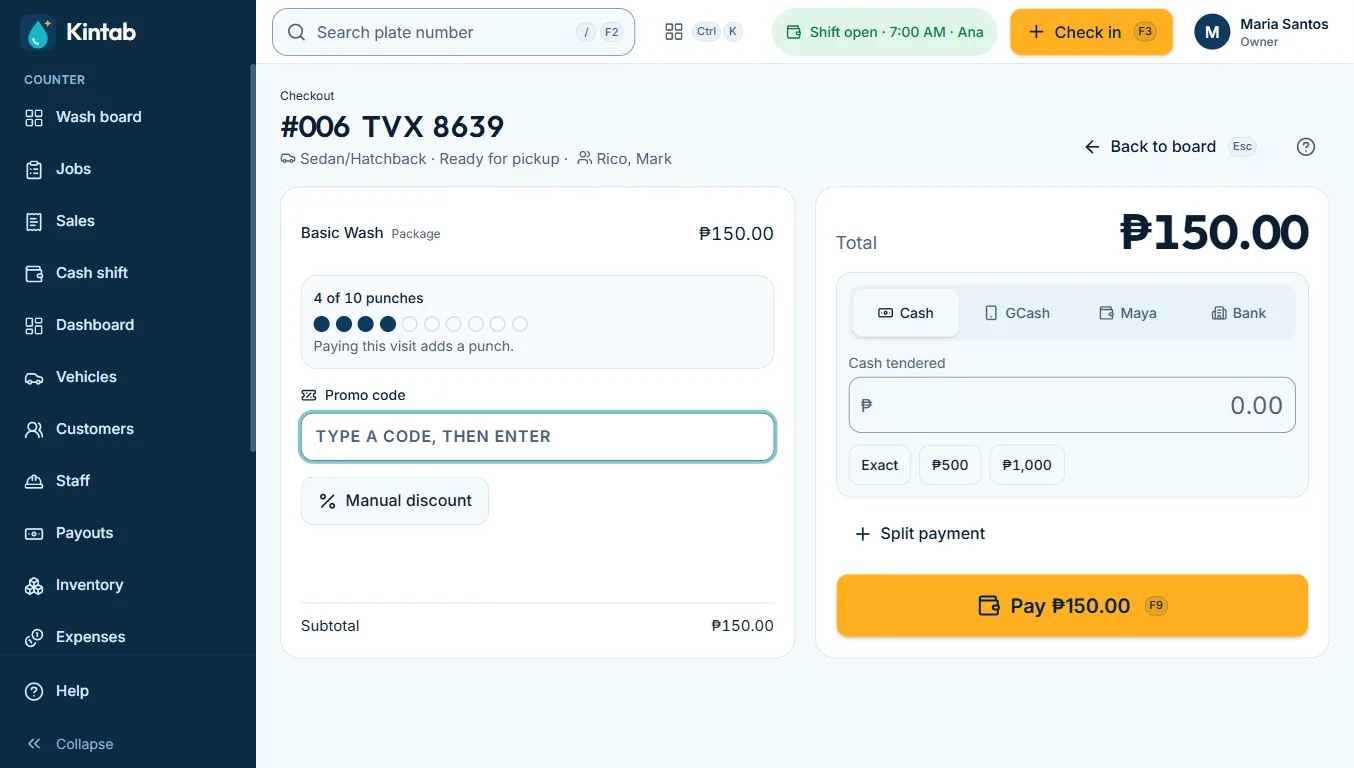 Kintab
COUNTER
Wash board
Jobs
Sales
Cash shift
Dashboard
Vehicles
Customers
Staff
Payouts
Inventory
Expenses
Help
Collapse
Search plate number / F2
Ctrl K
Shift open · 7:00 AM · Ana
Check in F3
M
Maria Santos
Owner
Checkout
#006 TVX 8639
Sedan/Hatchback · Ready for pickup · Rico, Mark
Back to board Esc
Basic Wash Package ₱150.00
4 of 10 punches
Paying this visit adds a punch.
Promo code
TYPE A CODE, THEN ENTER
Manual discount
Subtotal ₱150.00
Total ₱150.00
Cash GCash Maya Bank
Cash tendered
₱ 0.00
Exact ₱500 ₱1,000
Split payment
Pay ₱150.00 F9